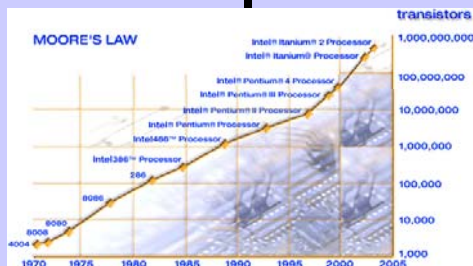 transistors
MOORE'S LAW
Intel® Itanium® 2 Processor
Intel® Itanium® Processor
Intel® Pentium® 4 Processor
Intel® Pentium® III Processor
Intel® Pentium® II Processor
Intel® Pentium® Processor
Intel486™ Processor
Intel386™ Processor
286
8086
8080
8008
4004
1,000,000,000
100,000,000
10,000,000
1,000,000
100,000
10,000
1,000
1970 1975 1980 1985 1990 1995 2000 2005